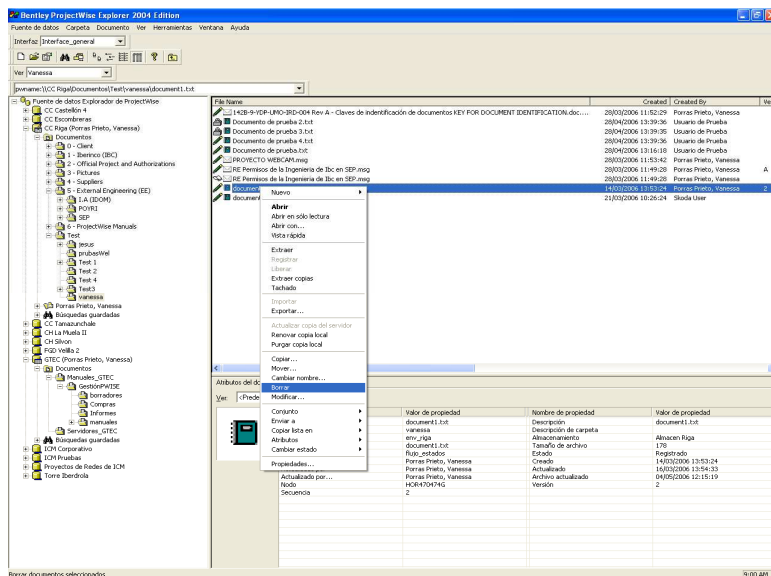 Bentley ProjectWise Explorer 2004 Edition
Fuente de datos Carpeta Documento Ver Herramientas Ventana Ayuda
Interfaz Interface_general
Ver Vanessa
pwname:\\CC Riga\Documentos\Test\vanessa\document1.txt
Fuente de datos Explorador de ProjectWise
CC Castellón 4
CC Escombreras
CC Riga (Porras Prieto, Vanessa)
Documentos
0 - Client
1 - Iberinco (IBC)
2 - Official Project and Authorizations
3 - Pictures
4 - Suppliers
5 - External Engineering (EE)
I.A (IDOM)
POYRI
SEP
6 - ProjectWise Manuals
Test
jesus
prubasWel
Test 1
Test 2
Test 4
Test3
vanessa
Porras Prieto, Vanessa
Búsquedas guardadas
CC Tamazunchale
CH La Muela II
CH Silvon
FGD Velilla 2
GTEC (Porras Prieto, Vanessa)
Documentos
Manuales_GTEC
GestiónPWISE
borradores
Compras
Informes
manuales
Servidores_GTEC
Búsquedas guardadas
ICM Corporativo
ICM Pruebas
Proyectos de Redes de ICM
Torre Iberdrola
File Name Created Created By Ve
142B-9-YDP-UMO-IRD-004 Rev A - Claves de indentificación de documentos KEY FOR DOCUMENT IDENTIFICATION.doc.... 28/03/2006 11:52:29 Porras Prieto, Vanessa
Documento de prueba 2.txt 28/04/2006 13:39:36 Usuario de Prueba
Documento de prueba 3.txt 28/04/2006 13:39:35 Usuario de Prueba
Documento de prueba 4.txt 28/04/2006 13:39:36 Usuario de Prueba
Documento de prueba.txt 28/04/2006 13:16:18 Usuario de Prueba
PROYECTO WEBCAM.msg 28/03/2006 11:53:42 Porras Prieto, Vanessa
RE Permisos de la Ingenieria de Ibc en SEP.msg 28/03/2006 11:49:28 Porras Prieto, Vanessa A
RE Permisos de la Ingenieria de Ibc en SEP.msg 28/03/2006 11:49:28 Porras Prieto, Vanessa
document 14/03/2006 13:53:24 Porras Prieto, Vanessa 2
document 21/03/2006 10:26:24 Skoda User
Nuevo
Abrir
Abrir en sólo lectura
Abrir con...
Vista rápida
Extraer
Registrar
Liberar
Extraer copias
Tachado
Importar
Exportar...
Actualizar copia del servidor
Renovar copia local
Purgar copia local
Copiar...
Mover...
Cambiar nombre...
Borrar
Modificar...
Conjunto
Enviar a
Copiar lista en
Atributos
Cambiar estado
Propiedades...
Atributos del do
Ver: <Prede
Valor de propiedad Nombre de propiedad Valor de propiedad
document1.txt Descripción document1.txt
vanessa Descripción de carpeta
env_riga Almacenamiento Almacen Riga
document1.txt Tamaño de archivo 178
flujo_estados Estado Registrado
Porras Prieto, Vanessa Creado 14/03/2006 13:53:24
Porras Prieto, Vanessa Actualizado 16/03/2006 13:54:33
Actualizado por... Porras Prieto, Vanessa Archivo actualizado 04/05/2006 12:15:19
Nodo HOR470474G Versión 2
Secuencia 2
Borrar documentos seleccionados 9:00 AM